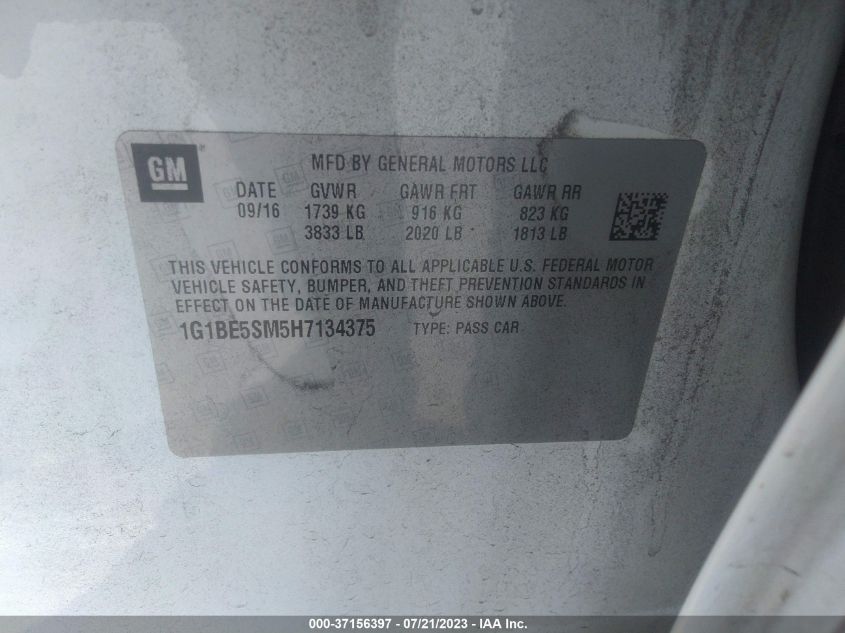 GM
MFD BY GENERAL MOTORS LLC
DATE GVWR GAWR FRT GAWR RR
09/16 1739 KG 916 KG 823 KG
3833 LB 2020 LB 1813 LB
THIS VEHICLE CONFORMS TO ALL APPLICABLE U.S. FEDERAL MOTOR
VEHICLE SAFETY, BUMPER, AND THEFT PREVENTION STANDARDS IN
EFFECT ON THE DATE OF MANUFACTURE SHOWN ABOVE.
1G1BE5SM5H7134375 TYPE: PASS CAR
000-37156397 - 07/21/2023 - IAA Inc.